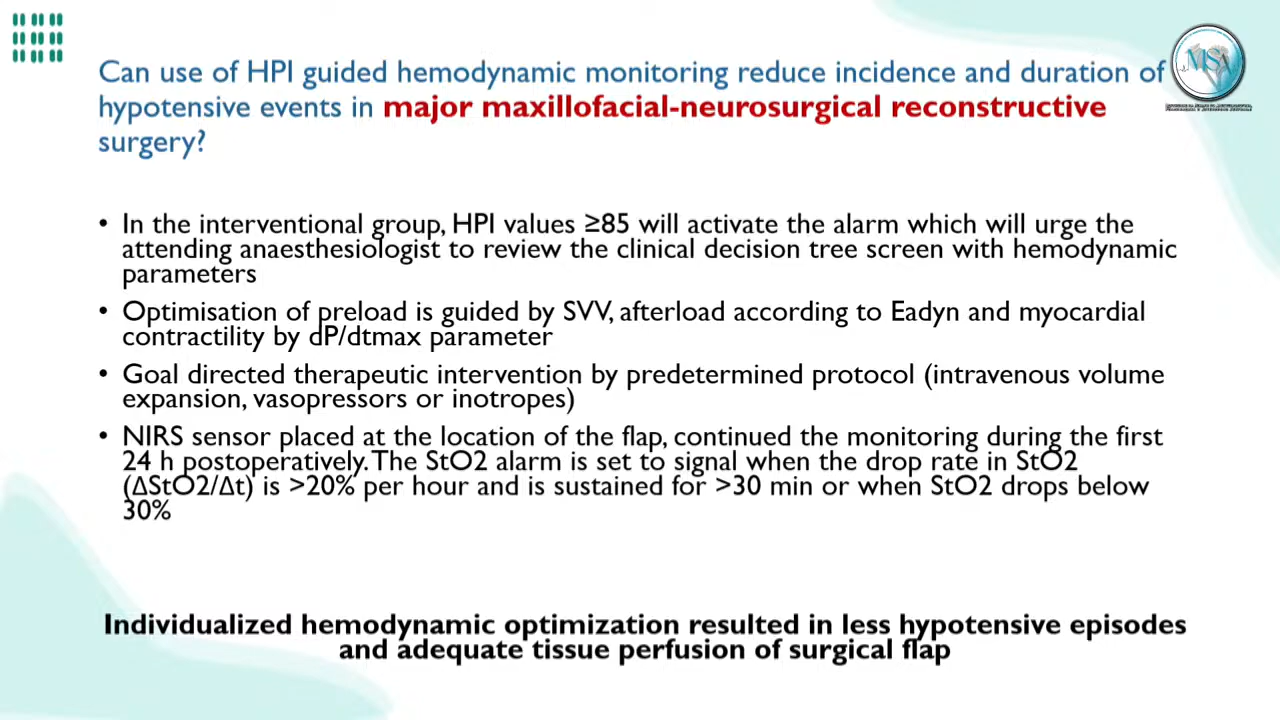 Can use of HPI guided hemodynamic monitoring reduce incidence and duration of
hypotensive events in major maxillofacial-neurosurgical reconstructive
surgery?
MSA
• In the interventional group, HPI values ≥85 will activate the alarm which will urge the
attending anaesthesiologist to review the clinical decision tree screen with hemodynamic
parameters
• Optimisation of preload is guided by SVV, afterload according to Eadyn and myocardial
contractility by dP/dtmax parameter
• Goal directed therapeutic intervention by predetermined protocol (intravenous volume
expansion, vasopressors or inotropes)
• NIRS sensor placed at the location of the flap, continued the monitoring during the first
24 h postoperatively. The StO2 alarm is set to signal when the drop rate in StO2
(ΔStO2/Δt) is >20% per hour and is sustained for >30 min or when StO2 drops below
30%
Individualized hemodynamic optimization resulted in less hypotensive episodes
and adequate tissue perfusion of surgical flap